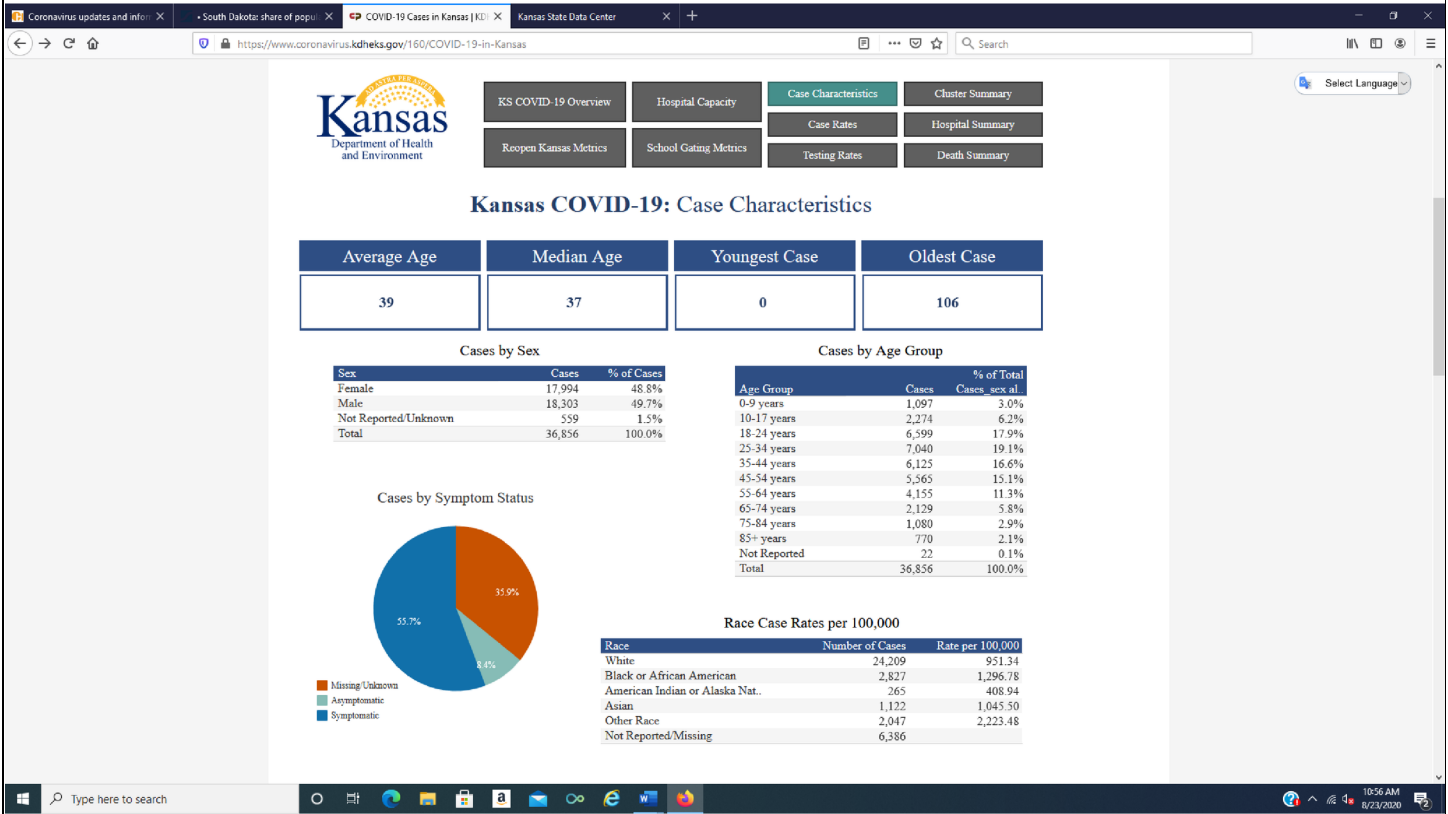 Coronavirus updates and inforn
• South Dakota: share of popula
CP COVID-19 Cases in Kansas | KDH
Kansas State Data Center
https://www.coronavirus.kdheks.gov/160/COVID-19-in-Kansas
Search
Select Language
AD ASTRA PER ASPERA
Kansas
Department of Health
and Environment
KS COVID-19 Overview
Hospital Capacity
Case Characteristics
Cluster Summary
Case Rates
Hospital Summary
Reopen Kansas Metrics
School Gating Metrics
Testing Rates
Death Summary
Kansas COVID-19: Case Characteristics
Average Age Median Age Youngest Case Oldest Case
39 37 0 106
Cases by Sex
Sex Cases % of Cases
Female 17,994 48.8%
Male 18,303 49.7%
Not Reported/Unknown 559 1.5%
Total 36,856 100.0%
Cases by Age Group
% of Total
Age Group Cases Cases_sex al..
0-9 years 1,097 3.0%
10-17 years 2,274 6.2%
18-24 years 6,599 17.9%
25-34 years 7,040 19.1%
35-44 years 6,125 16.6%
45-54 years 5,565 15.1%
55-64 years 4,155 11.3%
65-74 years 2,129 5.8%
75-84 years 1,080 2.9%
85+ years 770 2.1%
Not Reported 22 0.1%
Total 36,856 100.0%
Cases by Symptom Status
35.9%
55.7%
8.4%
Missing/Unknown
Asymptomatic
Symptomatic
Race Case Rates per 100,000
Race Number of Cases Rate per 100,000
White 24,209 951.34
Black or African American 2,827 1,296.78
American Indian or Alaska Nat.. 265 408.94
Asian 1,122 1,045.50
Other Race 2,047 2,223.48
Not Reported/Missing 6,386
Type here to search
10:56 AM
8/23/2020